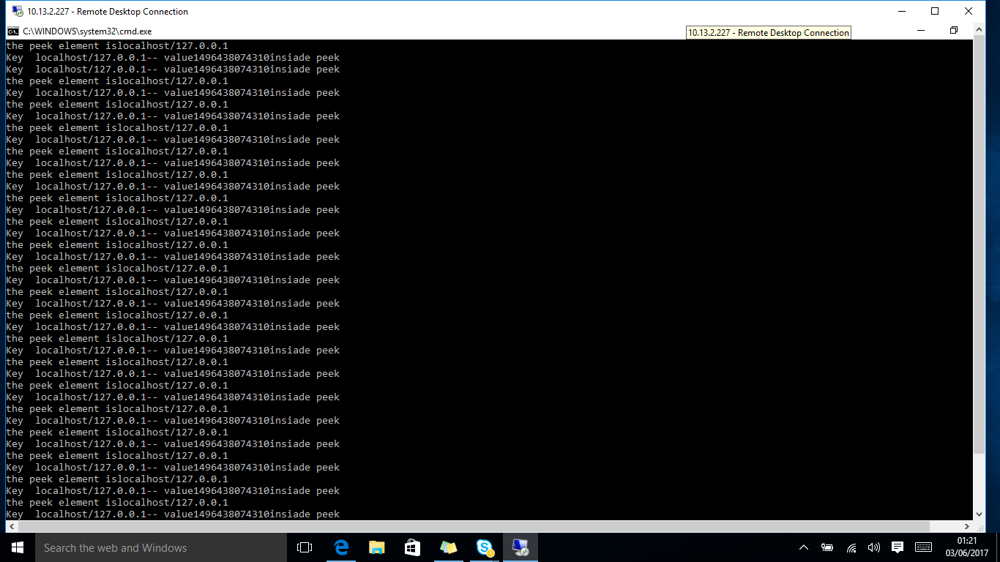 10.13.2.227 - Remote Desktop Connection
C:\WINDOWS\system32\cmd.exe
10.13.2.227 - Remote Desktop Connection
the peek element islocalhost/127.0.0.1
Key  localhost/127.0.0.1-- value1496438074310insiade peek
Key  localhost/127.0.0.1-- value1496438074310insiade peek
the peek element islocalhost/127.0.0.1
Key  localhost/127.0.0.1-- value1496438074310insiade peek
the peek element islocalhost/127.0.0.1
Key  localhost/127.0.0.1-- value1496438074310insiade peek
the peek element islocalhost/127.0.0.1
Key  localhost/127.0.0.1-- value1496438074310insiade peek
the peek element islocalhost/127.0.0.1
Key  localhost/127.0.0.1-- value1496438074310insiade peek
the peek element islocalhost/127.0.0.1
Key  localhost/127.0.0.1-- value1496438074310insiade peek
the peek element islocalhost/127.0.0.1
Key  localhost/127.0.0.1-- value1496438074310insiade peek
the peek element islocalhost/127.0.0.1
Key  localhost/127.0.0.1-- value1496438074310insiade peek
the peek element islocalhost/127.0.0.1
Key  localhost/127.0.0.1-- value1496438074310insiade peek
the peek element islocalhost/127.0.0.1
Key  localhost/127.0.0.1-- value1496438074310insiade peek
the peek element islocalhost/127.0.0.1
Key  localhost/127.0.0.1-- value1496438074310insiade peek
the peek element islocalhost/127.0.0.1
Key  localhost/127.0.0.1-- value1496438074310insiade peek
the peek element islocalhost/127.0.0.1
Key  localhost/127.0.0.1-- value1496438074310insiade peek
the peek element islocalhost/127.0.0.1
Key  localhost/127.0.0.1-- value1496438074310insiade peek
the peek element islocalhost/127.0.0.1
Key  localhost/127.0.0.1-- value1496438074310insiade peek
the peek element islocalhost/127.0.0.1
Key  localhost/127.0.0.1-- value1496438074310insiade peek
the peek element islocalhost/127.0.0.1
Key  localhost/127.0.0.1-- value1496438074310insiade peek
the peek element islocalhost/127.0.0.1
Key  localhost/127.0.0.1-- value1496438074310insiade peek
the peek element islocalhost/127.0.0.1
Key  localhost/127.0.0.1-- value1496438074310insiade peek
the peek element islocalhost/127.0.0.1
Key  localhost/127.0.0.1-- value1496438074310insiade peek
the peek element islocalhost/127.0.0.1
Key  localhost/127.0.0.1-- value1496438074310insiade peek
Search the web and Windows
01:21
03/06/2017